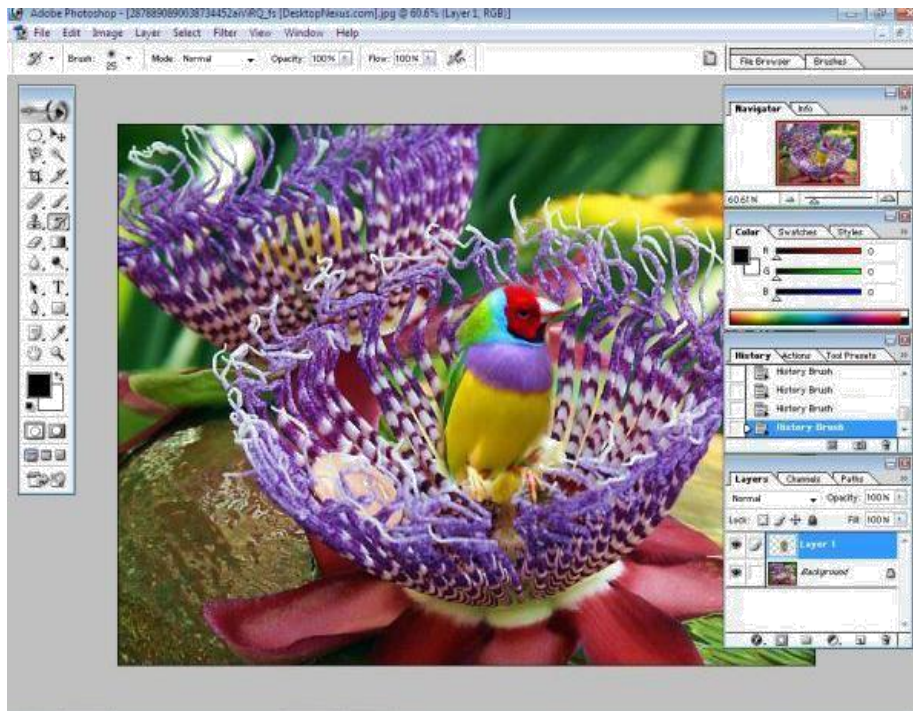 Adobe Photoshop - [2878890890038734452aiViRQ_fs [DesktopNexus.com].jpg @ 60.6% (Layer 1, RGB)]
File Edit Image Layer Select Filter View Window Help
Brush: 25 Mode: Normal Opacity: 100% Flow: 100%
File Browser Brushes
Navigator Info
60.61%
Color Swatches Styles
R 0
G 0
B 0
History Actions Tool Presets
History Brush
History Brush
History Brush
History Brush
Layers Channels Paths
Normal Opacity: 100%
Lock: Fill: 100%
Layer 1
Background